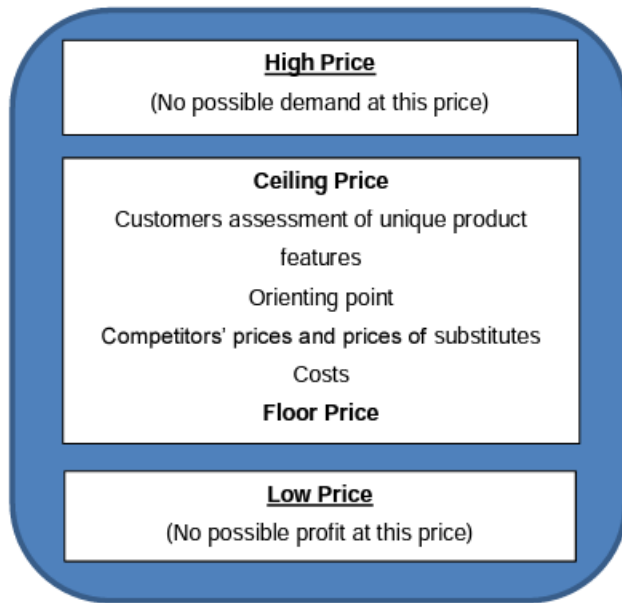 High Price
(No possible demand at this price)
Ceiling Price
Customers assessment of unique product
features
Orienting point
Competitors’ prices and prices of substitutes
Costs
Floor Price
Low Price
(No possible profit at this price)